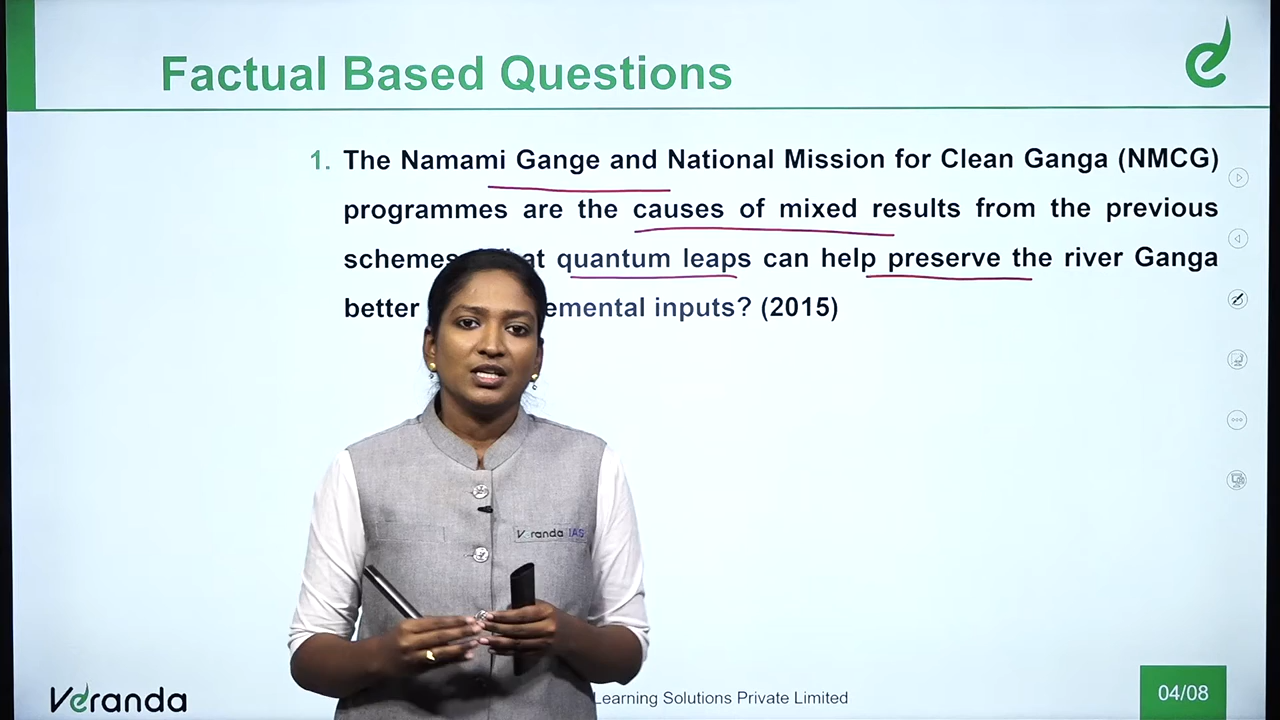 Factual Based Questions
1. The Namami Gange and National Mission for Clean Ganga (NMCG)
programmes are the causes of mixed results from the previous
quantum leaps can help preserve the river Ganga
better inputs? (2015)
V randa IAS
Veranda
Learning Solutions Private Limited
04/08